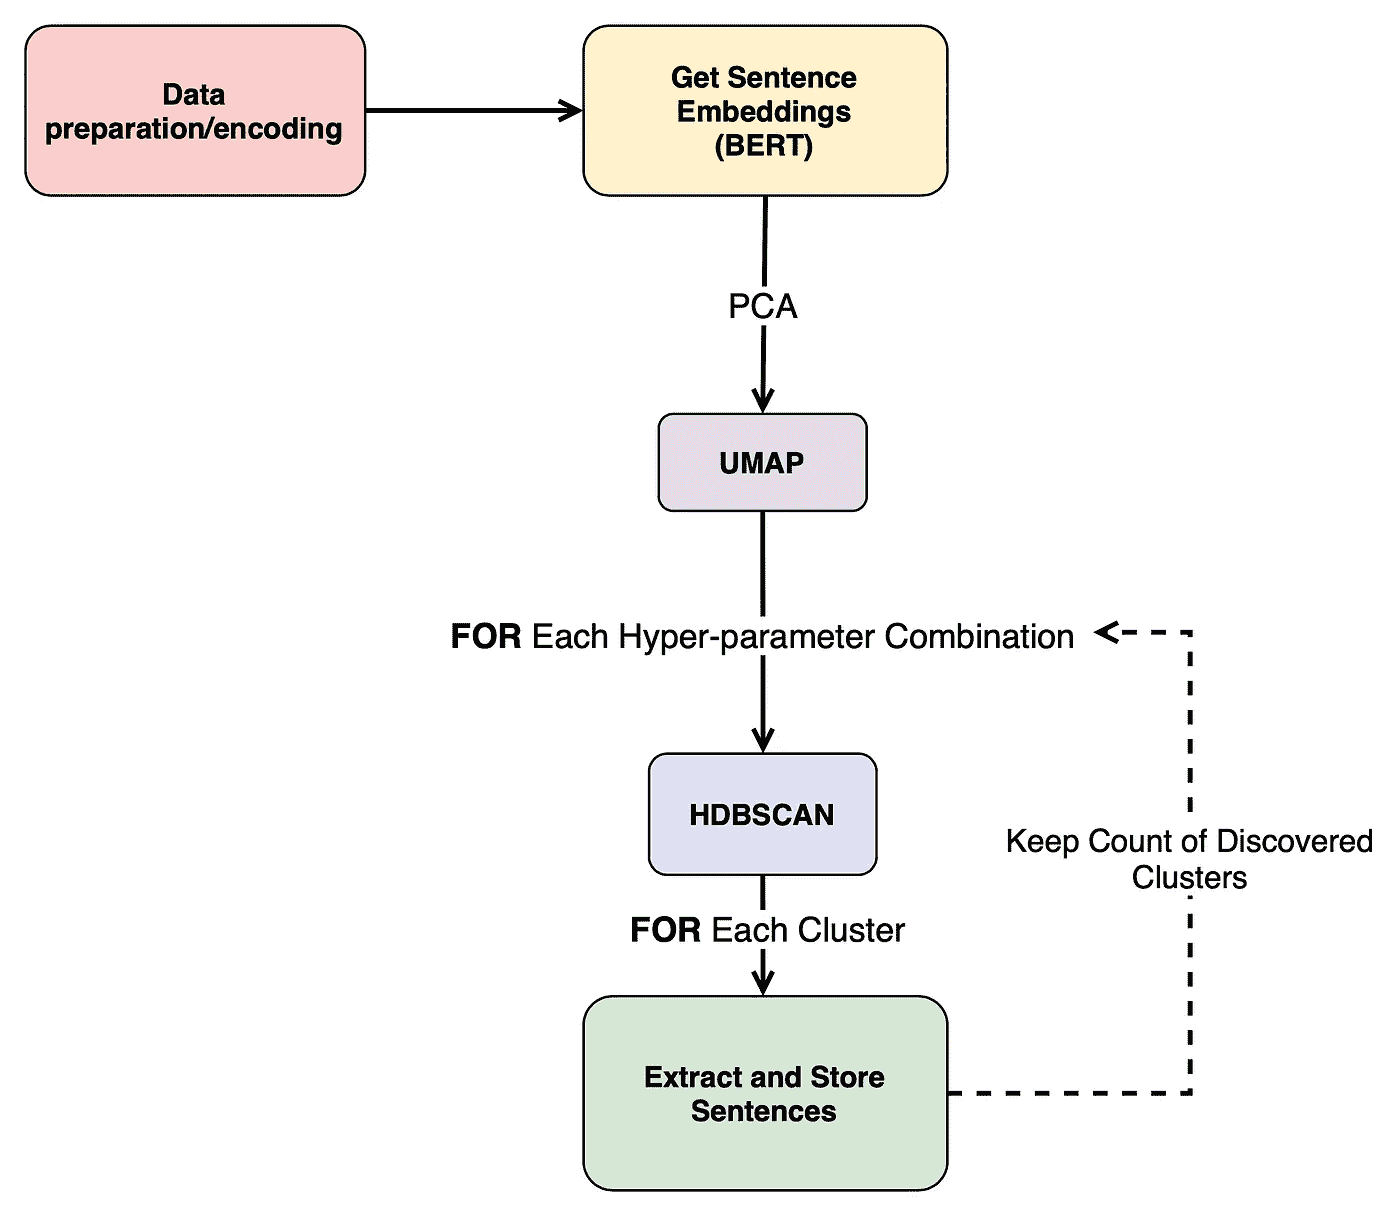 Data
preparation/encoding
Get Sentence
Embeddings
(BERT)
PCA
UMAP
FOR Each Hyper-parameter Combination
HDBSCAN
Keep Count of Discovered
Clusters
FOR Each Cluster
Extract and Store
Sentences